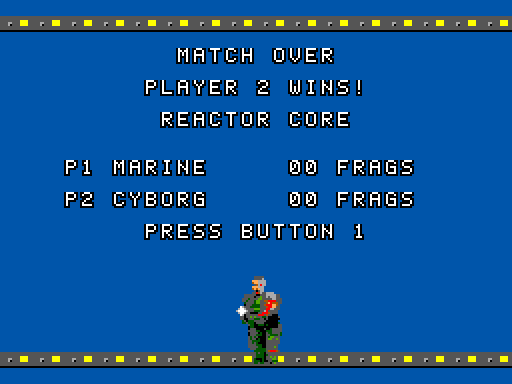 MATCH OVER
PLAYER 2 WINS!
REACTOR CORE
P1 MARINE 00 FRAGS
P2 CYBORG 00 FRAGS
PRESS BUTTON 1